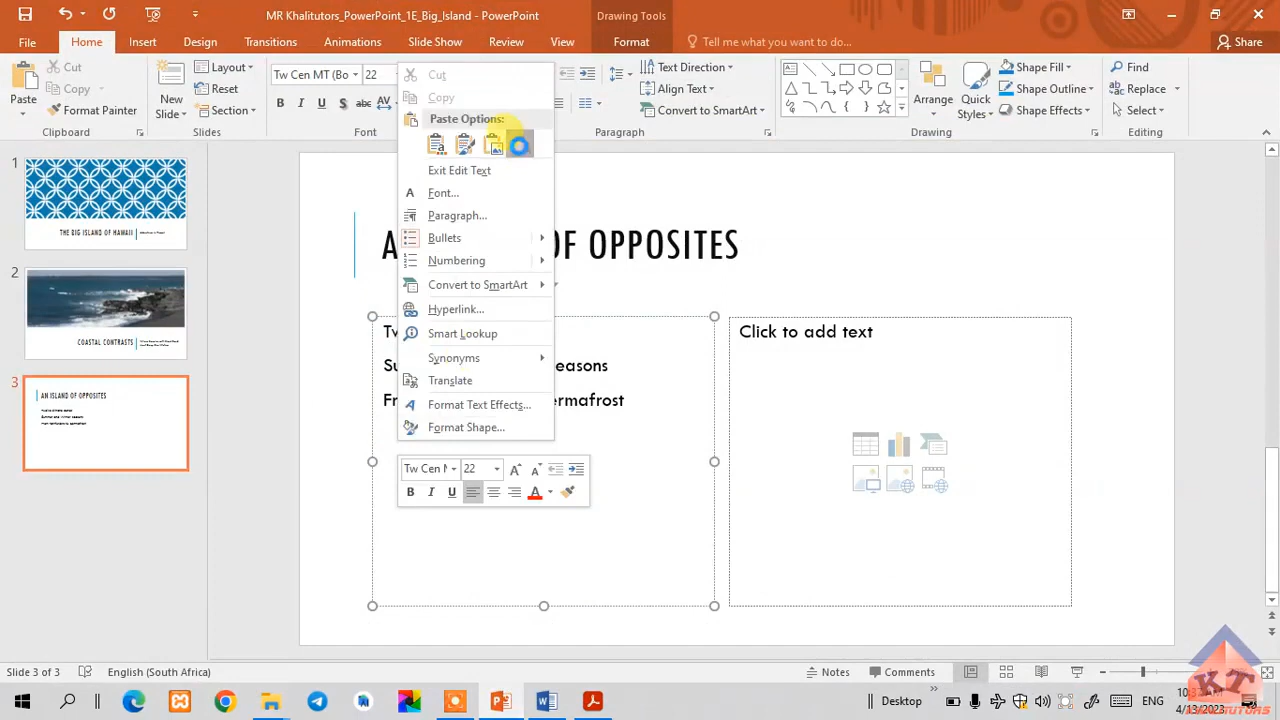 MR Khalitutors_PowerPoint_1E_Big_Island - PowerPoint
Drawing Tools
File Home Insert Design Transitions Animations Slide Show Review View Format Tell me what you want to do... Share
Paste
Cut
Copy
Format Painter
Clipboard
New Slide
Layout
Reset
Section
Slides
Tw Cen MT (Bo 22
B I U S abc AV
Font
Text Direction
Align Text
Convert to SmartArt
Paragraph
Arrange
Quick Styles
Shape Fill
Shape Outline
Shape Effects
Drawing
Find
Replace
Select
Editing
Cut
Copy
Paste Options:
Exit Edit Text
Font...
Paragraph...
Bullets
Numbering
Convert to SmartArt
Hyperlink...
Smart Lookup
Synonyms
Translate
Format Text Effects...
Format Shape...
Tw Cen M 22
B I U A
1
THE BIG ISLAND OF HAWAII
2
COASTAL CONTRASTS
3
AN ISLAND OF OPPOSITES
OF OPPOSITES
easons
ermafrost
Click to add text
Slide 3 of 3 English (South Africa) Notes Comments
Desktop ENG
4/13/2023